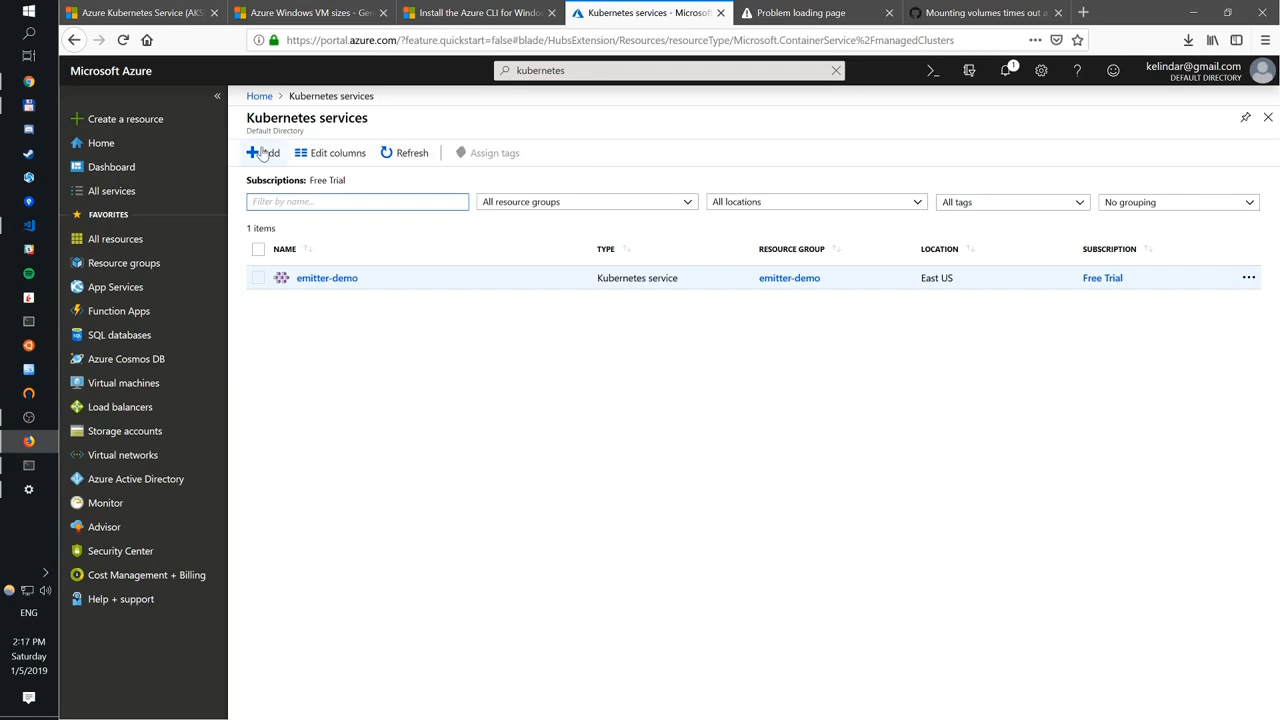 Azure Kubernetes Service (AKS)
Azure Windows VM sizes - Gen
Install the Azure CLI for Window
Kubernetes services - Microsoft
Problem loading page
Mounting volumes times out a
https://portal.azure.com/?feature.quickstart=false#blade/HubsExtension/Resources/resourceType/Microsoft.ContainerService%2FmanagedClusters
Microsoft Azure
kubernetes
1
kelindar@gmail.com
DEFAULT DIRECTORY
Create a resource
Home
Dashboard
All services
FAVORITES
All resources
Resource groups
App Services
Function Apps
SQL databases
Azure Cosmos DB
Virtual machines
Load balancers
Storage accounts
Virtual networks
Azure Active Directory
Monitor
Advisor
Security Center
Cost Management + Billing
Help + support
Home > Kubernetes services
Kubernetes services
Default Directory
Add Edit columns Refresh Assign tags
Subscriptions: Free Trial
Filter by name... All resource groups All locations All tags No grouping
1 items
NAME TYPE RESOURCE GROUP LOCATION SUBSCRIPTION
emitter-demo Kubernetes service emitter-demo East US Free Trial
ENG
2:17 PM
Saturday
1/5/2019